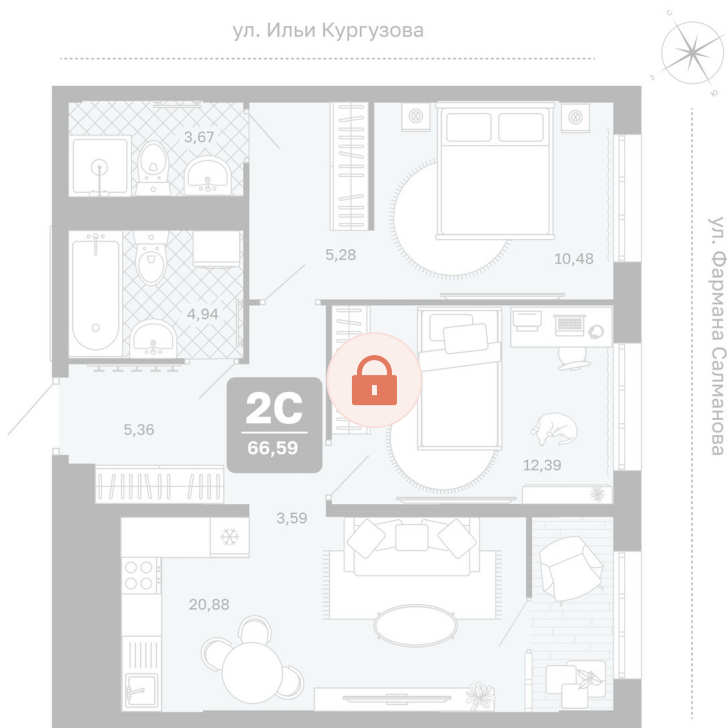 ул. Ильи Кургузова
с
з
ю
3,67
5,28
10,48
4,94
ул. Фармана Салманова
2С
66,59
5,36
12,39
3,59
20,88